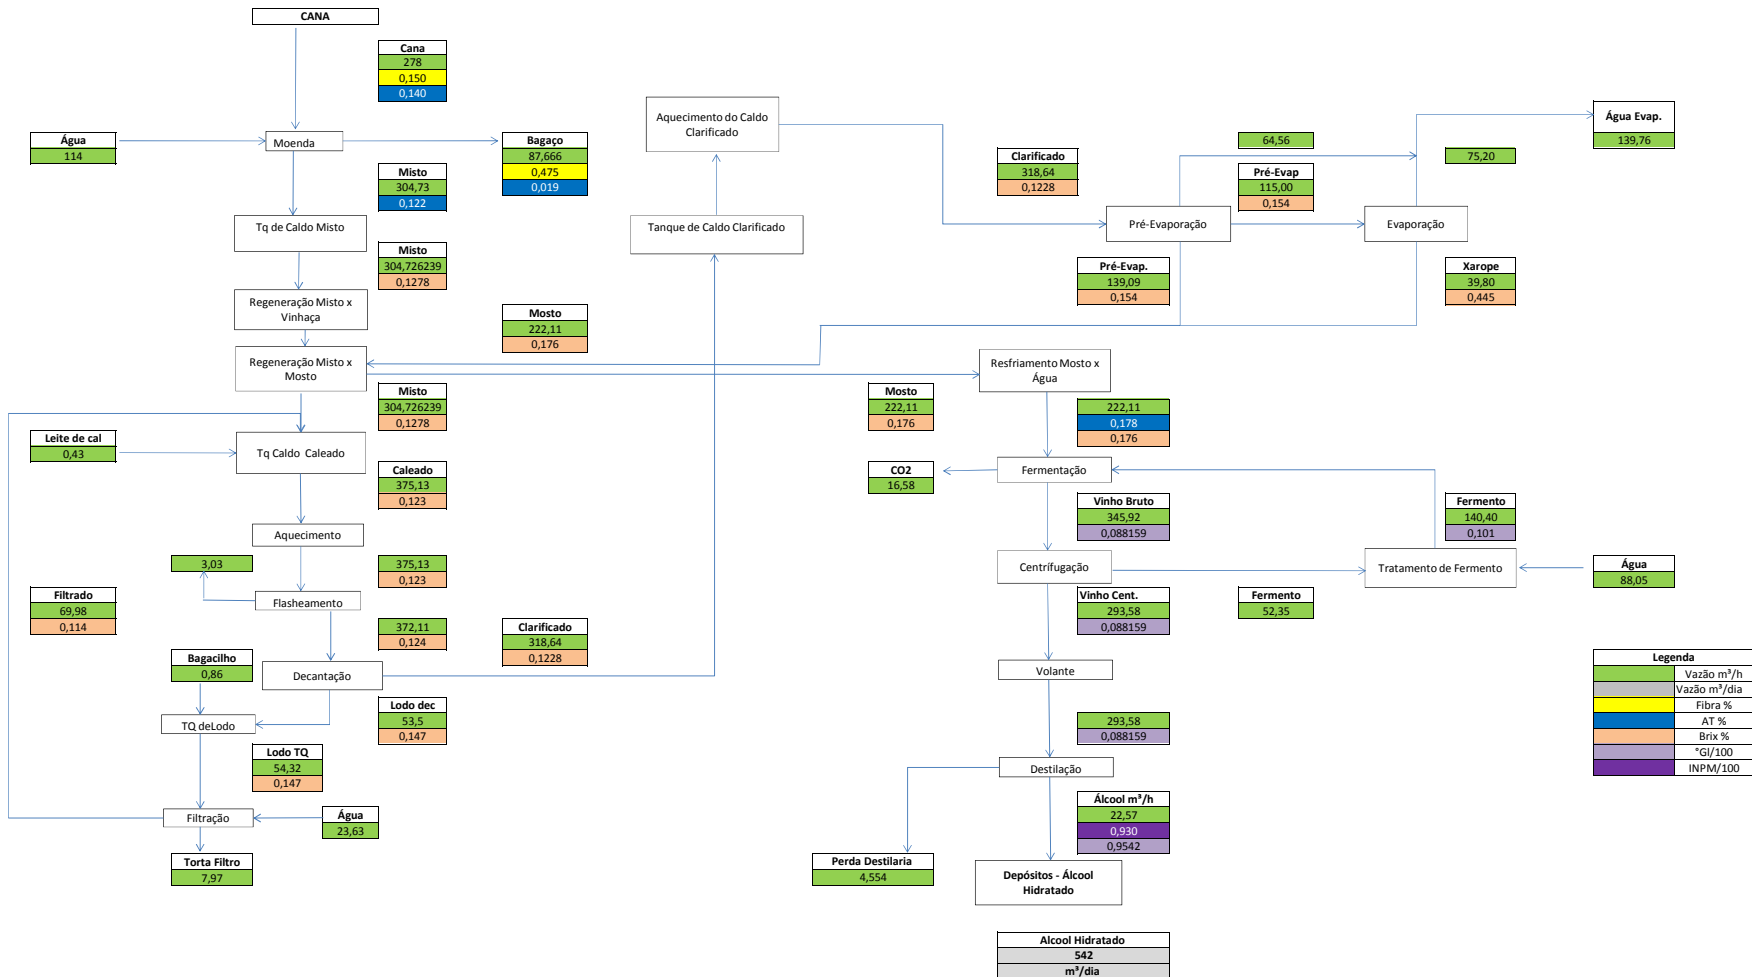 CANA
Cana
278
0,150
0,140
Água
114
Moenda
Bagaço
87,666
0,475
0,019
Misto
304,73
0,122
Tq de Caldo Misto
Misto
304,726239
0,1278
Regeneração Misto x
Vinhaça
Mosto
222,11
0,176
Regeneração Misto x
Mosto
Misto
304,726239
0,1278
Leite de cal
0,43
Tq Caldo Caleado
Caleado
375,13
0,123
Aquecimento
3,03
375,13
0,123
Filtrado
69,98
0,114
Flasheamento
372,11
0,124
Clarificado
318,64
0,1228
Bagacilho
0,86
Decantação
Lodo dec
53,5
0,147
TQ deLodo
Lodo TQ
54,32
0,147
Filtração
Água
23,63
Torta Filtro
7,97
Aquecimento do Caldo
Clarificado
Tanque de Caldo Clarificado
Clarificado
318,64
0,1228
64,56
75,20
Água Evap.
139,76
Pré-Evap
115,00
0,154
Pré-Evaporação
Evaporação
Pré-Evap.
139,09
0,154
Xarope
39,80
0,445
Resfriamento Mosto x
Água
Mosto
222,11
0,176
222,11
0,178
0,176
CO2
16,58
Fermentação
Vinho Bruto
345,92
0,088159
Fermento
140,40
0,101
Centrífugação
Tratamento de Fermento
Água
88,05
Vinho Cent.
293,58
0,088159
Fermento
52,35
Volante
293,58
0,088159
Destilação
Álcool m³/h
22,57
0,930
0,9542
Perda Destilaria
4,554
Depósitos - Álcool
Hidratado
Alcool Hidratado
542
m³/dia
Legenda
Vazão m³/h
Vazão m³/dia
Fibra %
AT %
Brix %
°Gl/100
INPM/100